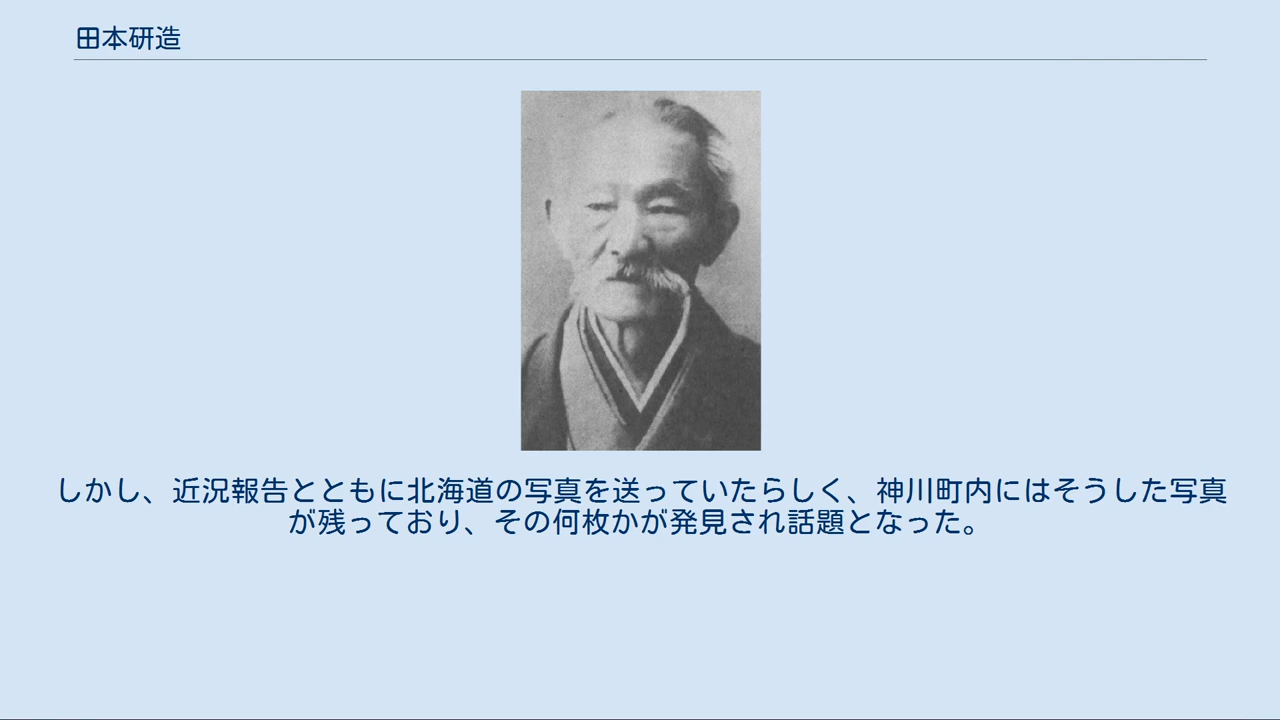 田本研造
しかし、近況報告とともに北海道の写真を送っていたらしく、神川町内にはそうした写真
が残っており、その何枚かが発見され話題となった。